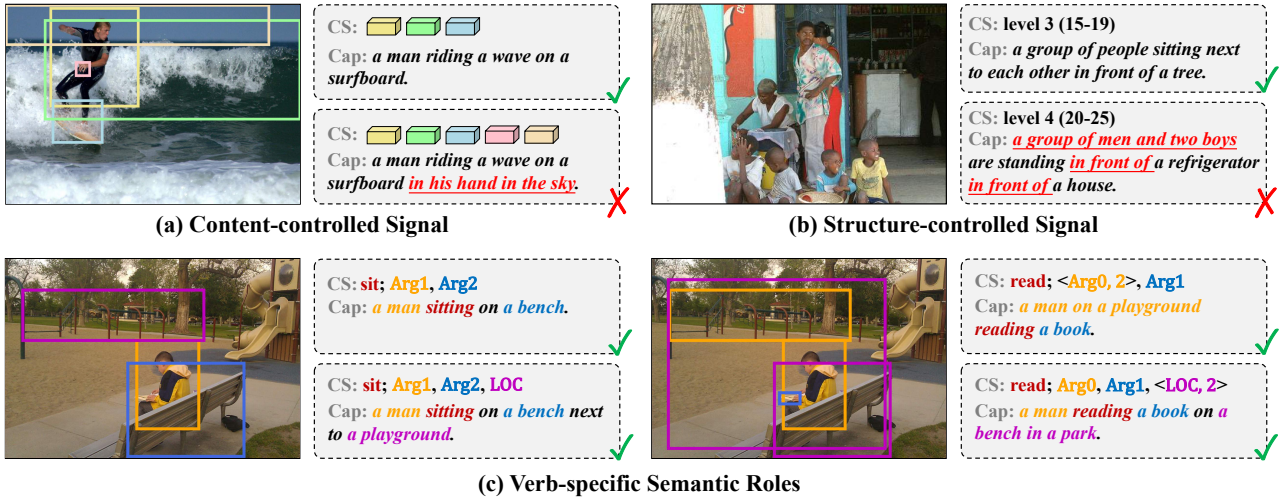 CS:
Cap: a man riding a wave on a
surfboard.
CS:
Cap: a man riding a wave on a
surfboard in his hand in the sky.
(a) Content-controlled Signal
CS: level 3 (15-19)
Cap: a group of people sitting next
to each other in front of a tree.
CS: level 4 (20-25)
Cap: a group of men and two boys
are standing in front of a refrigerator
in front of a house.
(b) Structure-controlled Signal
CS: sit; Arg1, Arg2
Cap: a man sitting on a bench.
CS: sit; Arg1, Arg2, LOC
Cap: a man sitting on a bench next
to a playground.
CS: read; <Arg0, 2>, Arg1
Cap: a man on a playground
reading a book.
CS: read; Arg0, Arg1, <LOC, 2>
Cap: a man reading a book on a
bench in a park.
(c) Verb-specific Semantic Roles